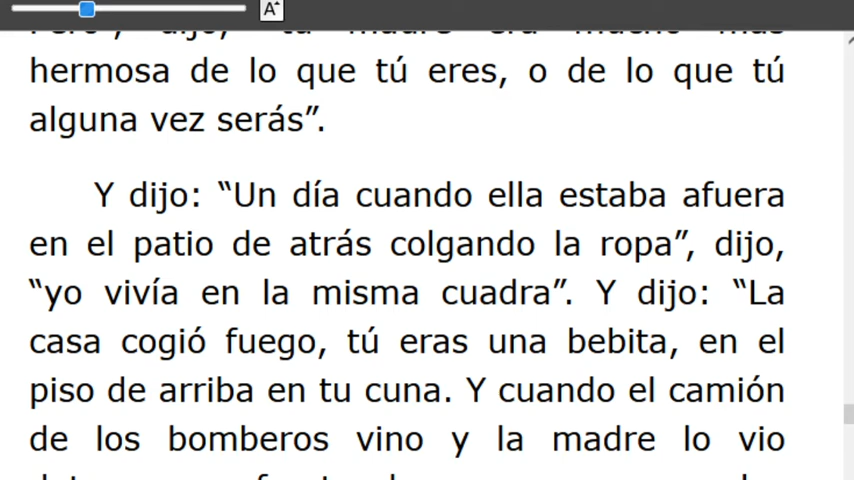 A
hermosa de lo que tú eres, o de lo que tú
alguna vez serás”.
Y dijo: “Un día cuando ella estaba afuera
en el patio de atrás colgando la ropa”, dijo,
“yo vivía en la misma cuadra”. Y dijo: “La
casa cogió fuego, tú eras una bebita, en el
piso de arriba en tu cuna. Y cuando el camión
de los bomberos vino y la madre lo vio